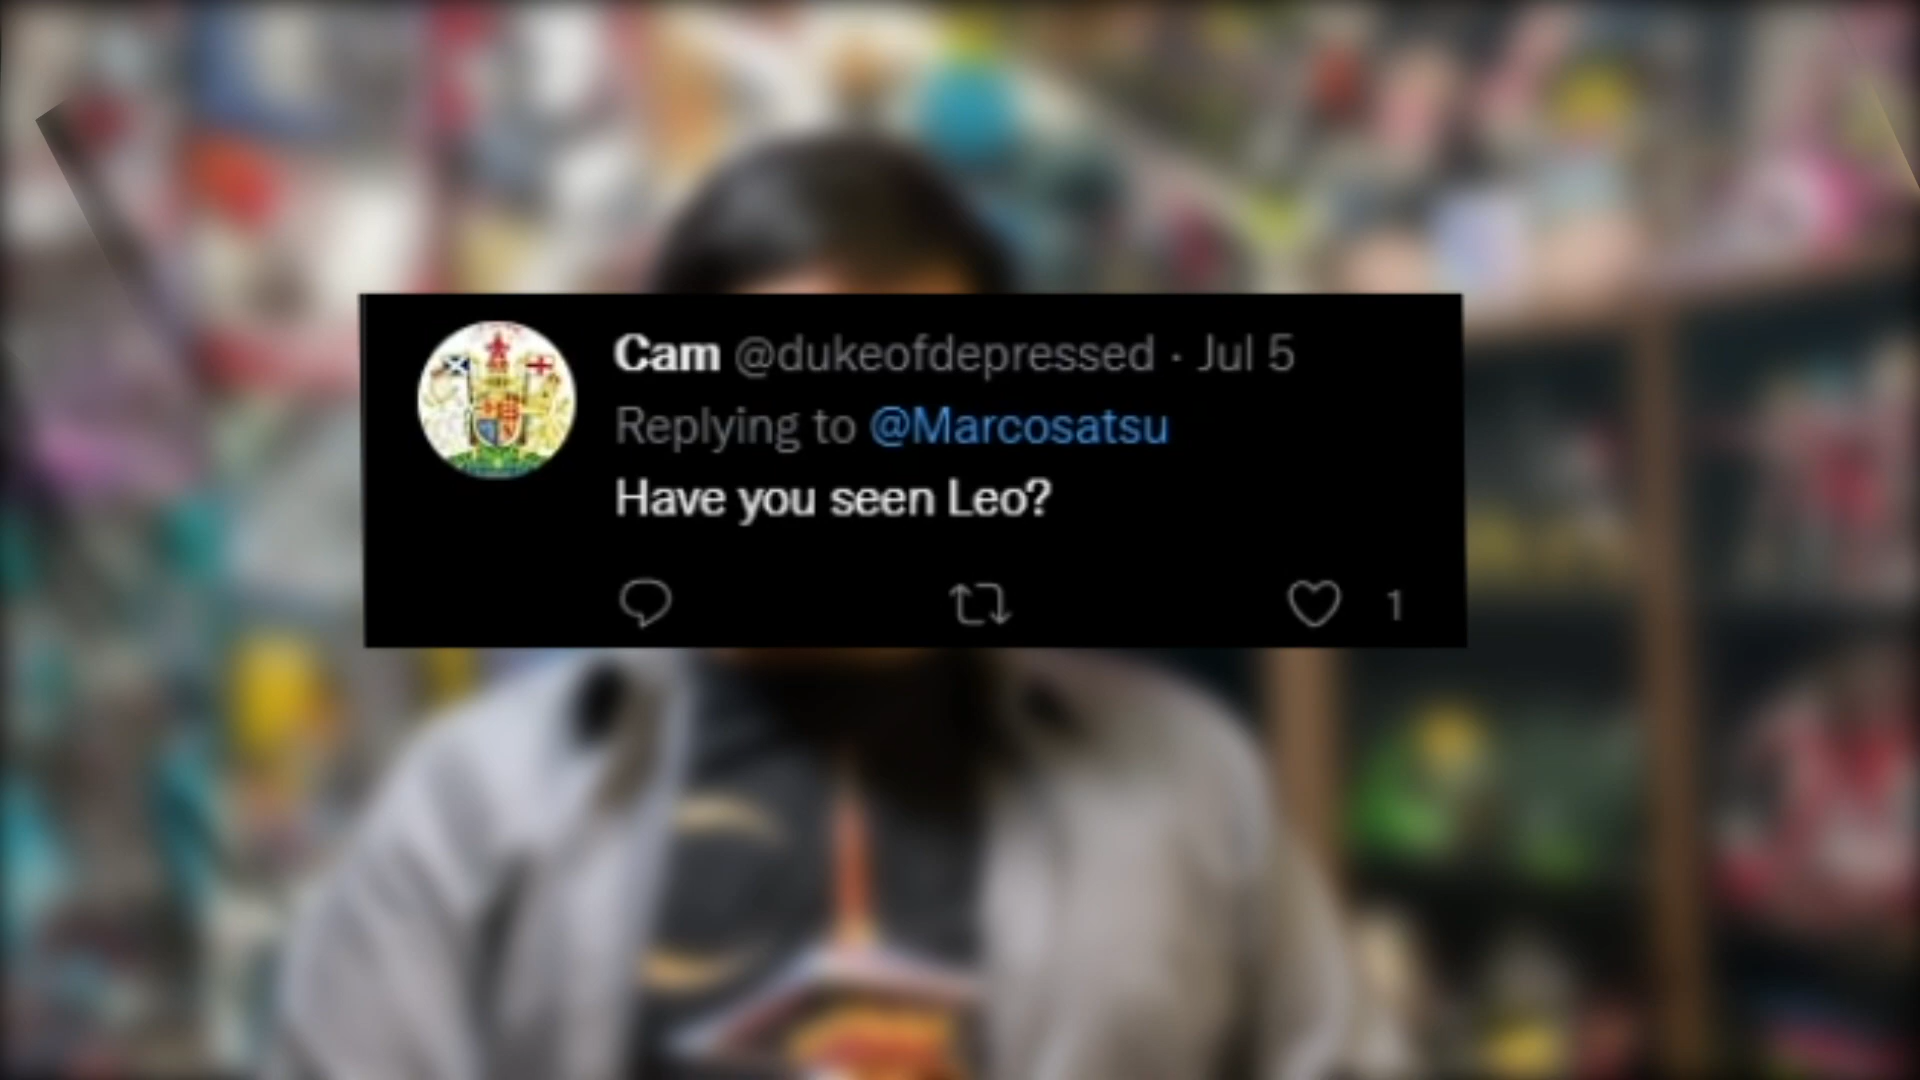 Cam @dukeofdepressed · Jul 5
Replying to @Marcosatsu
Have you seen Leo?
1